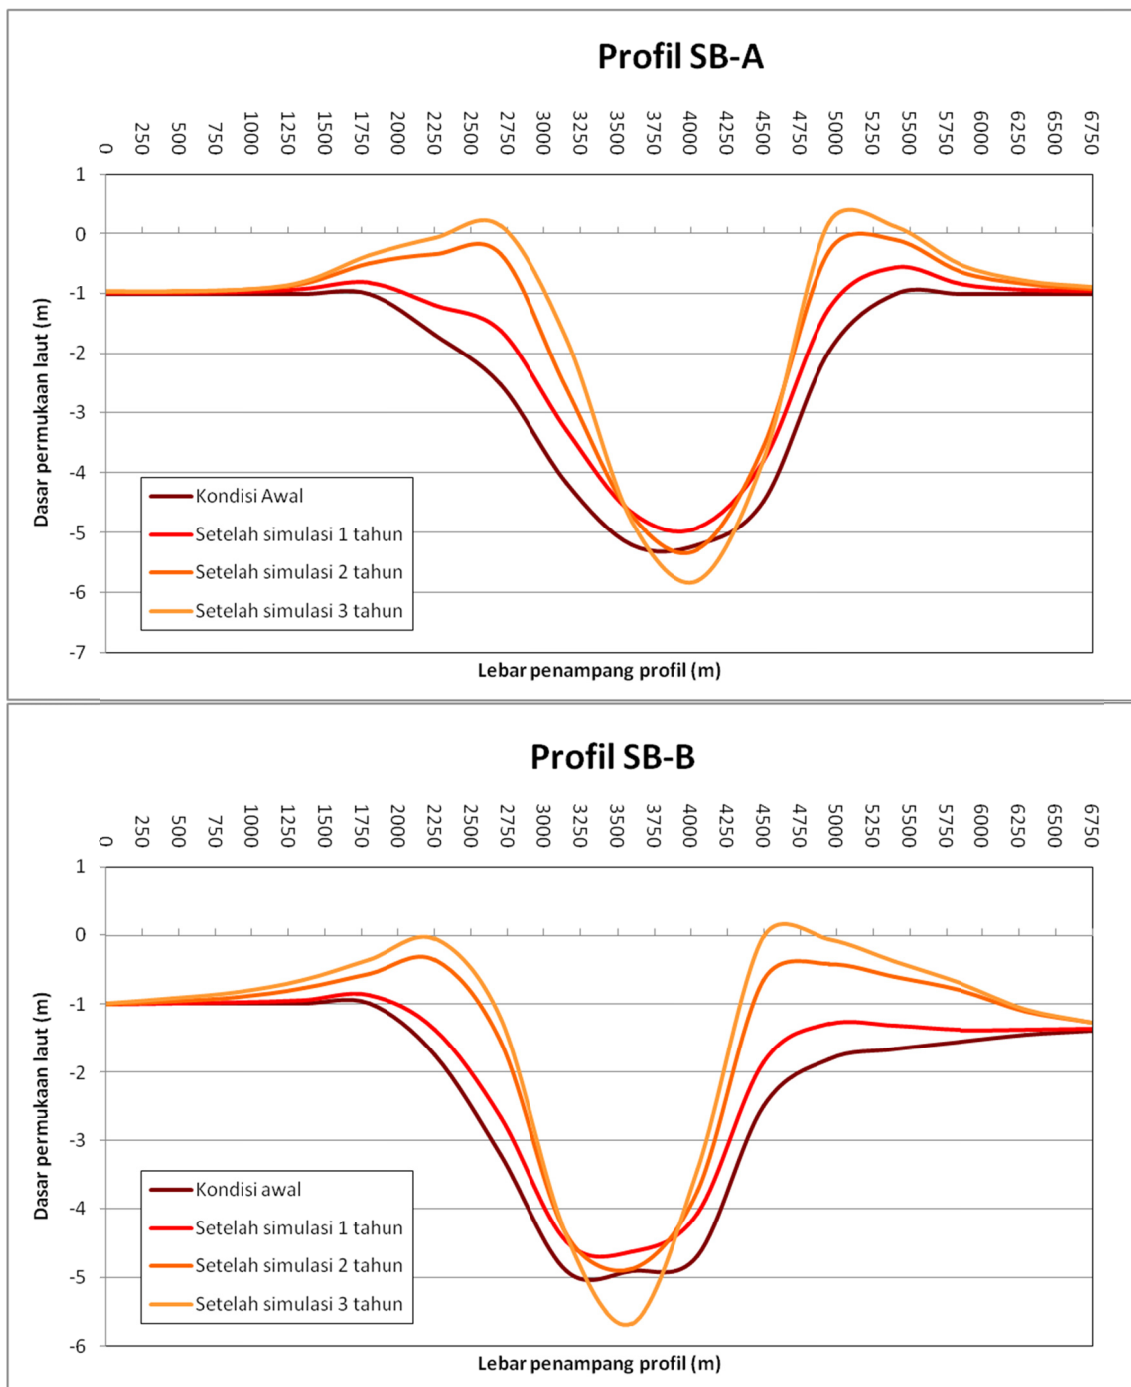 Profil SB-A
0 250 500 750 1000 1250 1500 1750 2000 2250 2500 2750 3000 3250 3500 3750 4000 4250 4500 4750 5000 5250 5500 5750 6000 6250 6500 6750
1
0
-1
-2
-3
-4
-5
-6
-7
Dasar permukaan laut (m)
Kondisi Awal
Setelah simulasi 1 tahun
Setelah simulasi 2 tahun
Setelah simulasi 3 tahun
Lebar penampang profil (m)
Profil SB-B
0 250 500 750 1000 1250 1500 1750 2000 2250 2500 2750 3000 3250 3500 3750 4000 4250 4500 4750 5000 5250 5500 5750 6000 6250 6500 6750
1
0
-1
-2
-3
-4
-5
-6
Dasar permukaan laut (m)
Kondisi awal
Setelah simulasi 1 tahun
Setelah simulasi 2 tahun
Setelah simulasi 3 tahun
Lebar penampang profil (m)